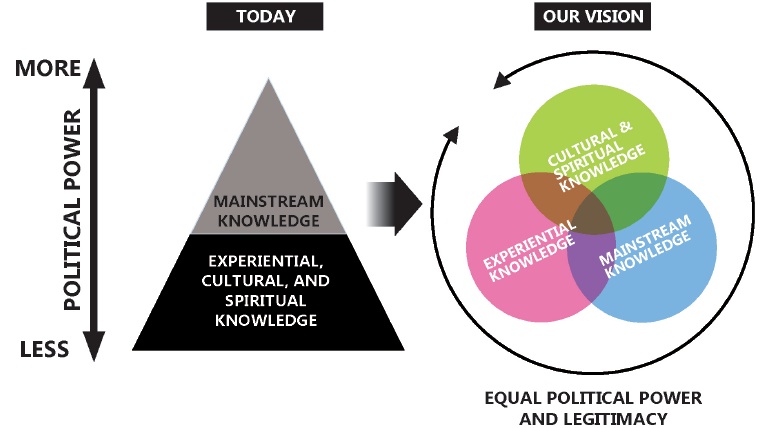 TODAY
OUR VISION
MORE
POLITICAL POWER
LESS
MAINSTREAM
KNOWLEDGE
EXPERIENTIAL,
CULTURAL, AND
SPIRITUAL
KNOWLEDGE
CULTURAL &
SPIRITUAL
KNOWLEDGE
EXPERIENTIAL
KNOWLEDGE
MAINSTREAM
KNOWLEDGE
EQUAL POLITICAL POWER
AND LEGITIMACY